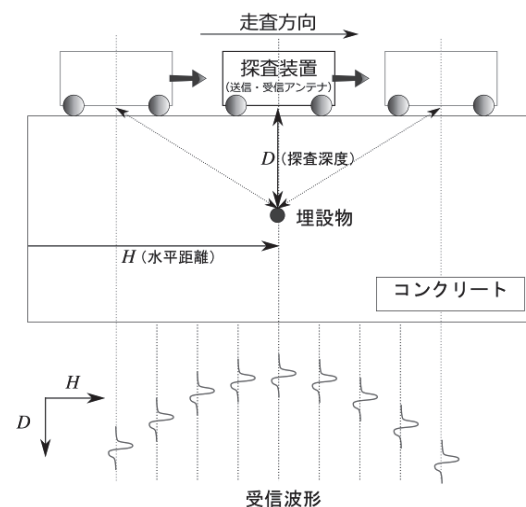 走査方向
探査装置
(送信・受信アンテナ)
D (探査深度)
埋設物
H (水平距離)
コンクリート
H
D
受信波形